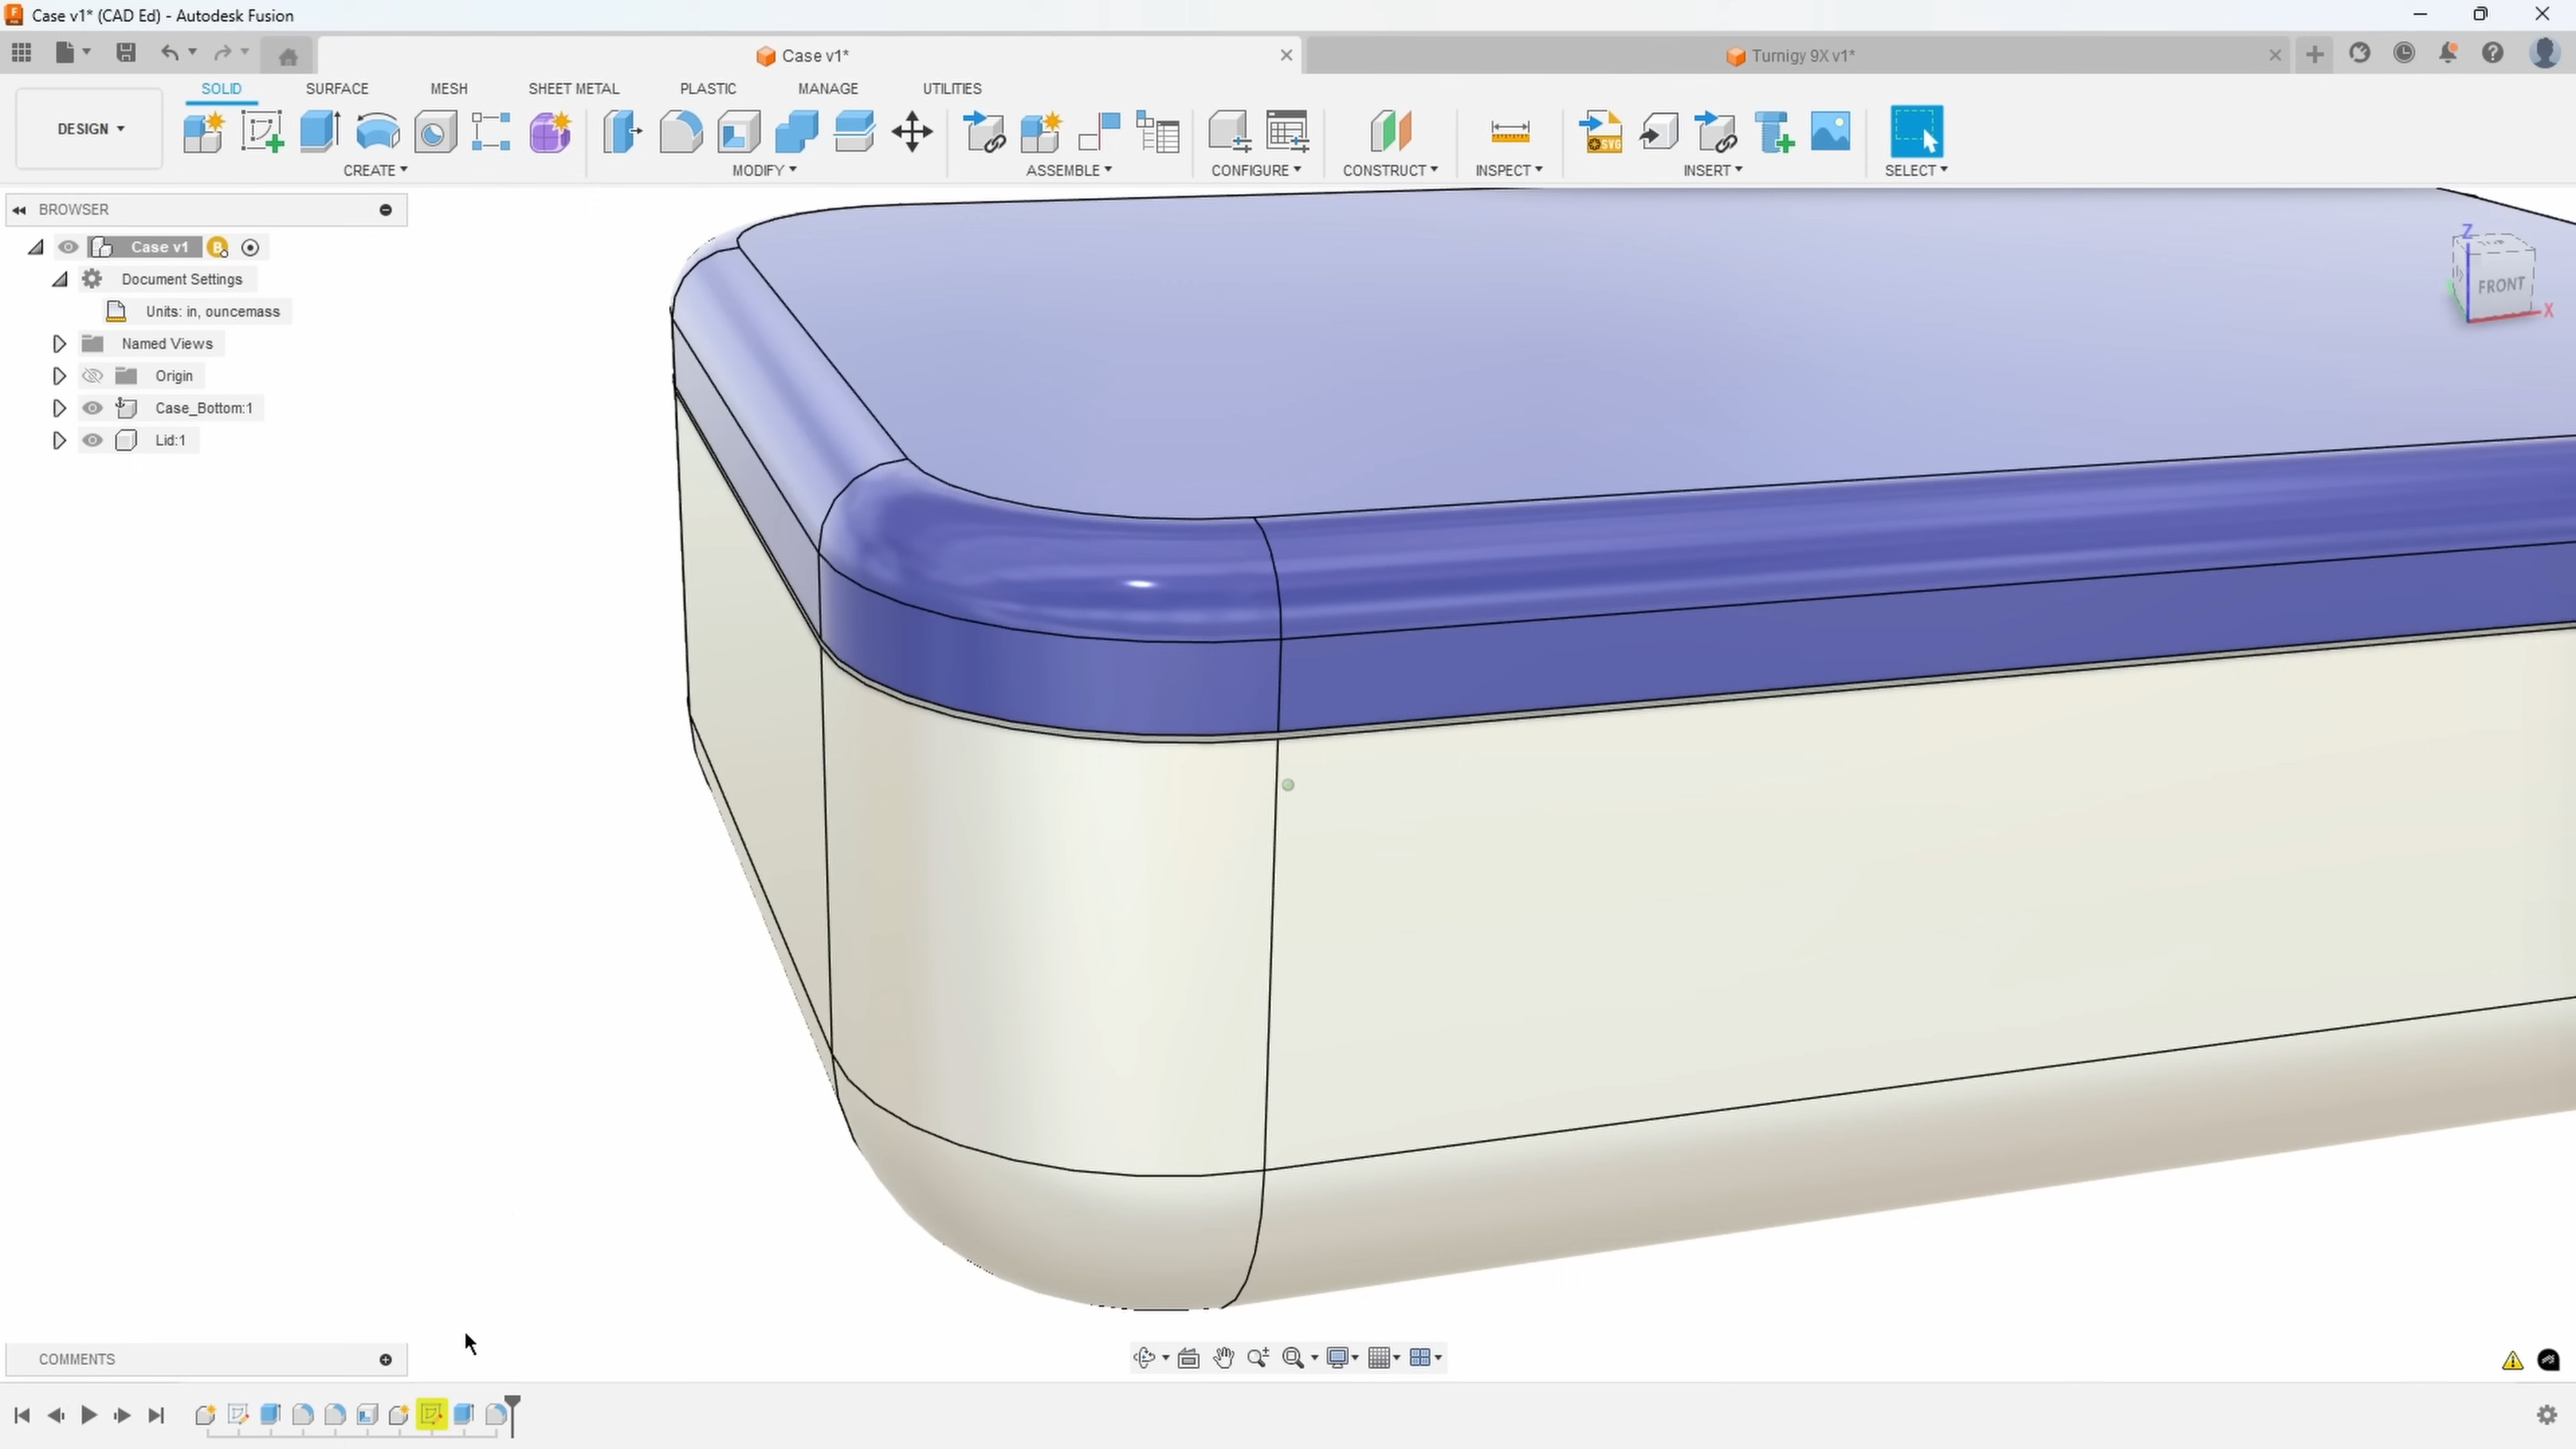 Case v1* (CAD Ed) - Autodesk Fusion
Case v1*
Turnigy 9X v1*
DESIGN
SOLID
SURFACE
MESH
SHEET METAL
PLASTIC
MANAGE
UTILITIES
CREATE
MODIFY
ASSEMBLE
CONFIGURE
CONSTRUCT
INSPECT
INSERT
SELECT
SVG
BROWSER
Case v1
B
Document Settings
Units: in, ouncemass
Named Views
Origin
Case_Bottom:1
Lid:1
Z
FRONT
X
COMMENTS